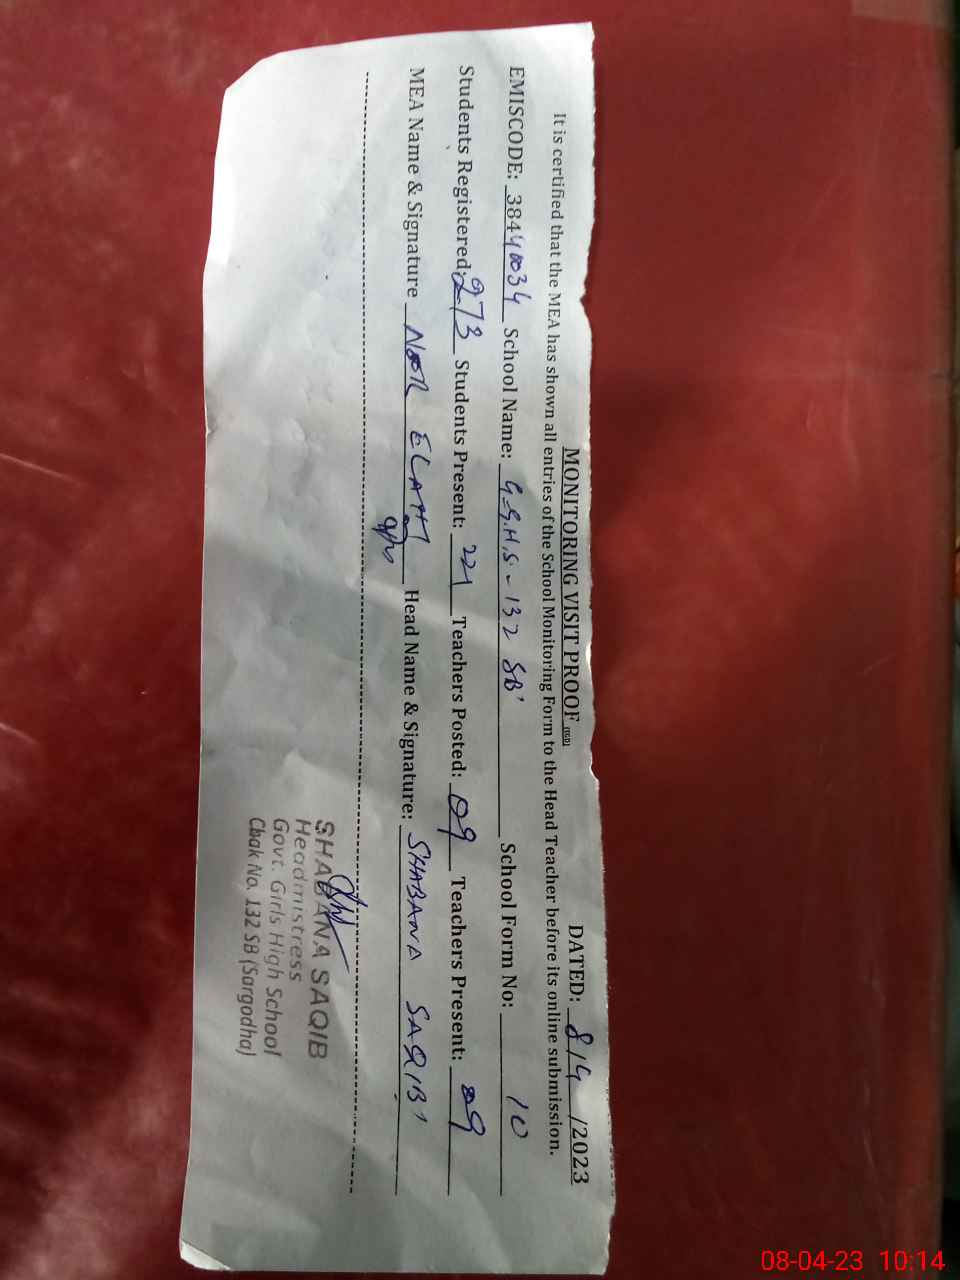 MONITORING VISIT PROOF DATED: 8/4/2023
It is certified that the MEA has shown all entries of the School Monitoring Form to the Head Teacher before its online submission.
EMISCODE: 38440034 School Name: G.G.H.S - 132 SB' School Form No: 10
Students Registered: 273 Students Present: 221 Teachers Posted: 09 Teachers Present: 09
MEA Name & Signature NOOR ELAHI Head Name & Signature: SHABANA SAQIB'
SHABANA SAQIB
Headmistress
Govt. Girls High School
Chak No. 132 SB (Sargodha)
08-04-23 10:14